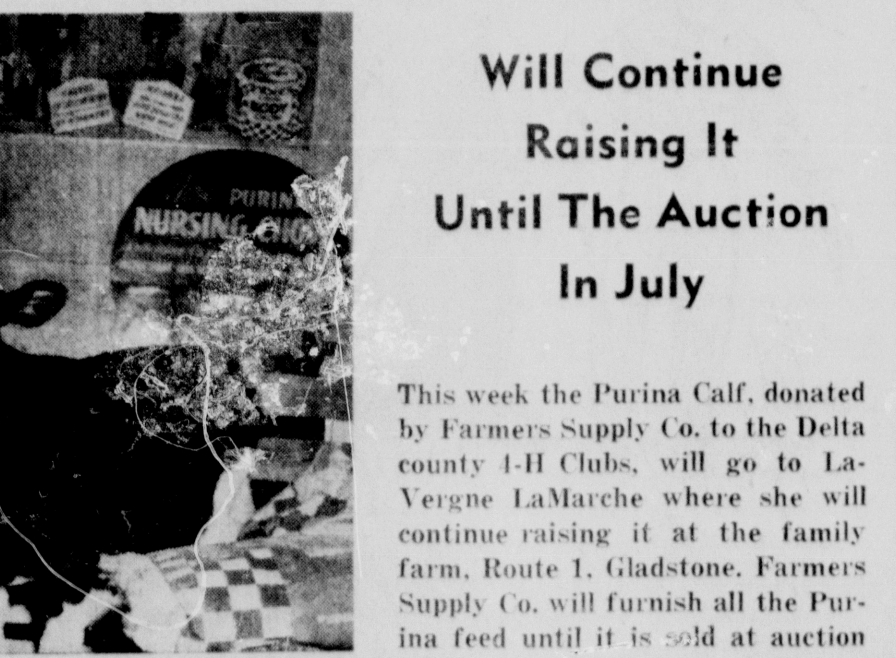 PURIN
NURSING CHOW
Will Continue
Raising It
Until The Auction
In July
This week the Purina Calf, donated
by Farmers Supply Co. to the Delta
county 4-H Clubs, will go to La-
Vergne LaMarche where she will
continue raising it at the family
farm, Route 1, Gladstone. Farmers
Supply Co. will furnish all the Pur-
ina feed until it is sold at auction